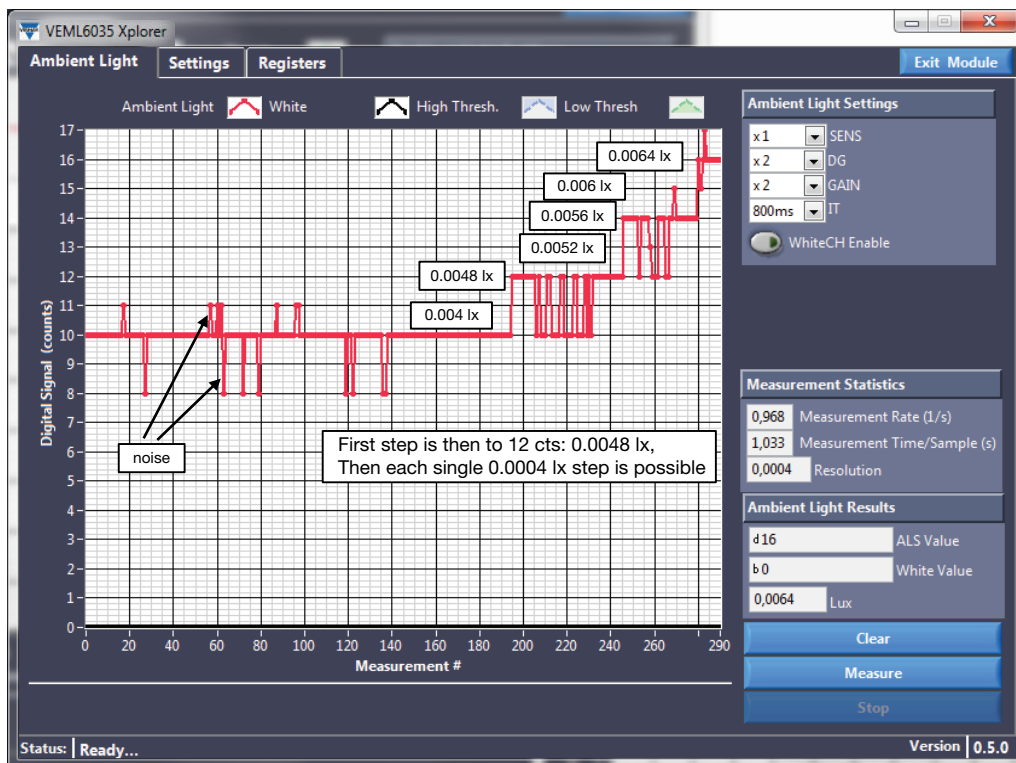 VEML6035 Xplorer
Ambient Light Settings Registers Exit Module
Ambient Light White High Thresh. Low Thresh
17
16
15
14
13
12
11
10
9
8
7
6
5
4
3
2
1
0
Digital Signal (counts)
0.0064 lx
0.006 lx
0.0056 lx
0.0052 lx
0.0048 lx
0.004 lx
noise
First step is then to 12 cts: 0.0048 lx,
Then each single 0.0004 lx step is possible
0 20 40 60 80 100 120 140 160 180 200 220 240 260 290
Measurement #
Ambient Light Settings
x 1 SENS
x 2 DG
x 2 GAIN
800ms IT
WhiteCH Enable
Measurement Statistics
0,968 Measurement Rate (1/s)
1,033 Measurement Time/Sample (s)
0,0004 Resolution
Ambient Light Results
d 16 ALS Value
b 0 White Value
0,0064 Lux
Clear
Measure
Stop
Status: Ready... Version 0.5.0